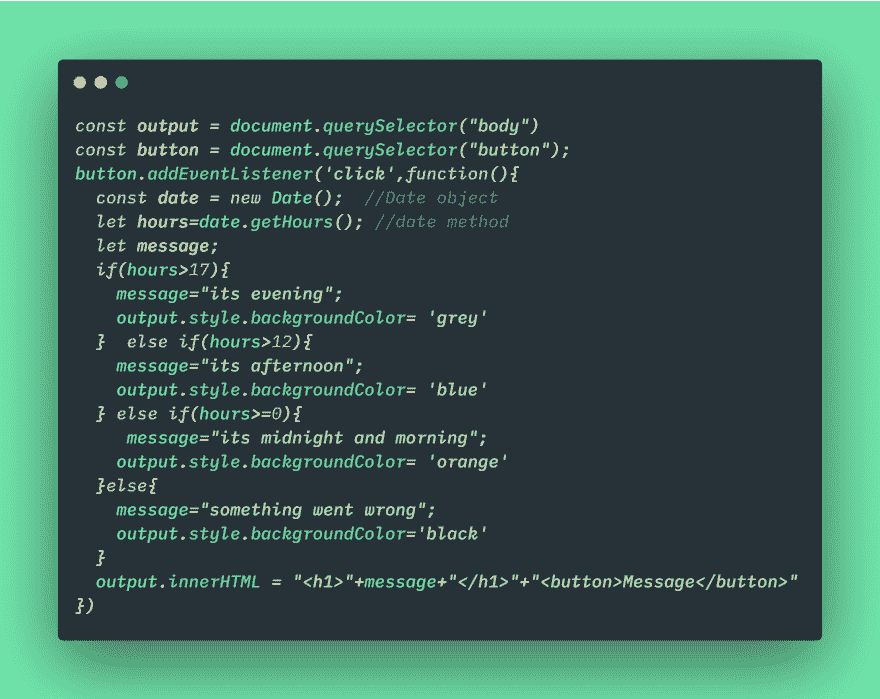 const output = document.querySelector("body")
const button = document.querySelector("button");
button.addEventListener('click',function(){
  const date = new Date();  //Date object
  let hours=date.getHours(); //date method
  let message;
  if(hours>17){
    message="its evening";
    output.style.backgroundColor= 'grey'
  }  else if(hours>12){
    message="its afternoon";
    output.style.backgroundColor= 'blue'
  } else if(hours>=0){
     message="its midnight and morning";
    output.style.backgroundColor= 'orange'
  }else{
    message="something went wrong";
    output.style.backgroundColor='black'
  }
  output.innerHTML = "<h1>"+message+"</h1>"+"<button>Message</button>"
})